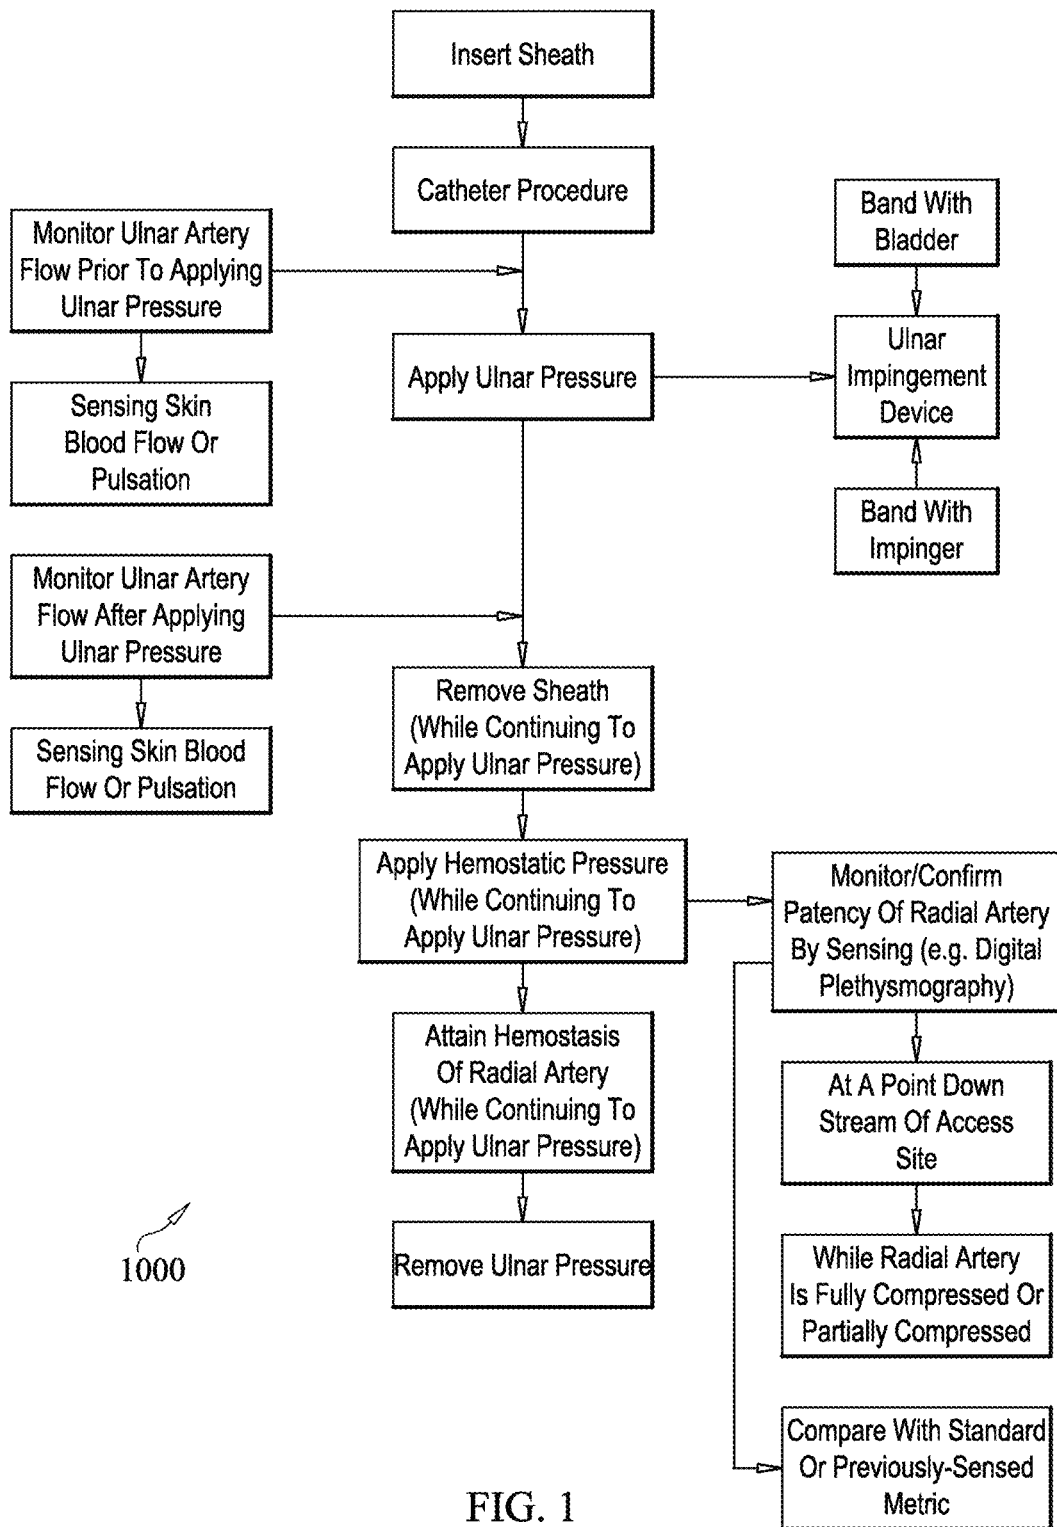 Insert Sheath
Catheter Procedure
Monitor Ulnar Artery
Flow Prior To Applying
Ulnar Pressure
Band With
Bladder
Apply Ulnar Pressure
Ulnar
Impingement
Device
Sensing Skin
Blood Flow Or
Pulsation
Band With
Impinger
Monitor Ulnar Artery
Flow After Applying
Ulnar Pressure
Remove Sheath
(While Continuing To
Apply Ulnar Pressure)
Sensing Skin Blood
Flow Or Pulsation
Apply Hemostatic Pressure
(While Continuing To
Apply Ulnar Pressure)
Monitor/Confirm
Patency Of Radial Artery
By Sensing (e.g. Digital
Plethysmography)
Attain Hemostasis
Of Radial Artery
(While Continuing To
Apply Ulnar Pressure)
At A Point Down
Stream Of Access
Site
Remove Ulnar Pressure
While Radial Artery
Is Fully Compressed Or
Partially Compressed
1000
Compare With Standard
Or Previously-Sensed
Metric
FIG. 1